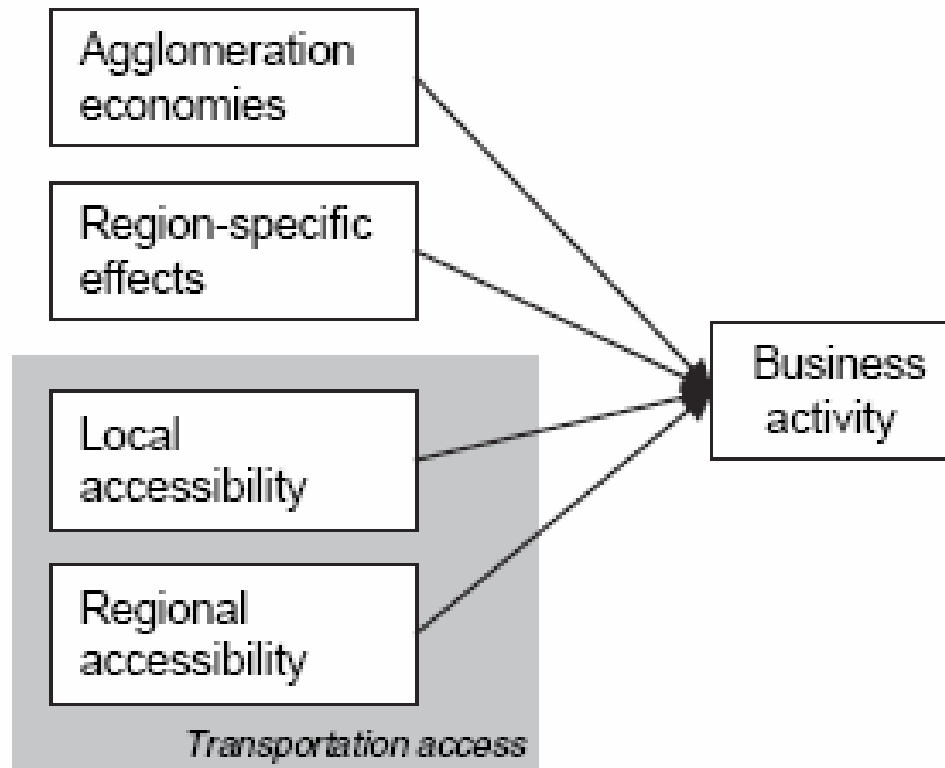 Agglomeration
economies
Region-specific
effects
Local
accessibility
Regional
accessibility
Transportation access
Business
activity